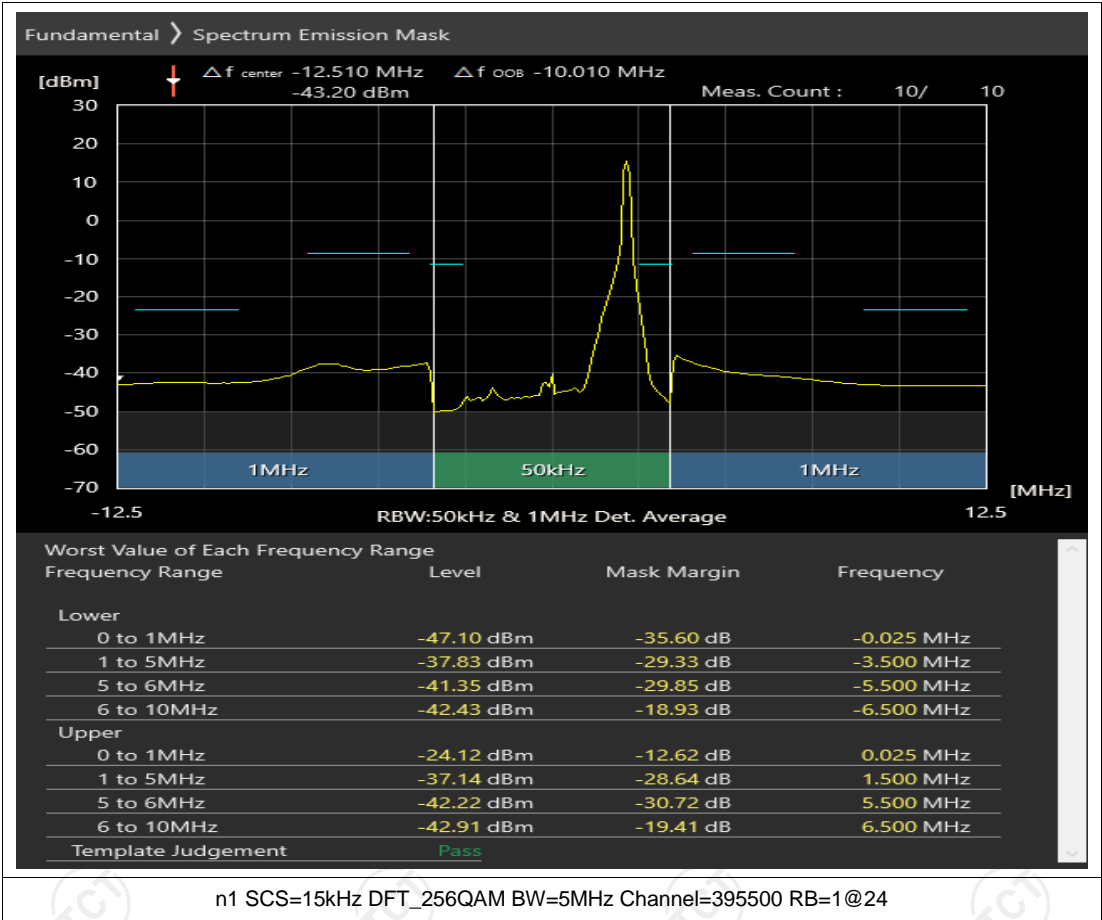 Fundamental ❯ Spectrum Emission Mask
[dBm]
△ f center -12.510 MHz △ f OOB -10.010 MHz
-43.20 dBm
Meas. Count : 10/ 10
30
20
10
0
-10
-20
-30
-40
-50
-60
-70
1MHz 50kHz 1MHz
[MHz]
-12.5 RBW:50kHz & 1MHz Det. Average 12.5
Worst Value of Each Frequency Range
Frequency Range Level Mask Margin Frequency
Lower
0 to 1MHz -47.10 dBm -35.60 dB -0.025 MHz
1 to 5MHz -37.83 dBm -29.33 dB -3.500 MHz
5 to 6MHz -41.35 dBm -29.85 dB -5.500 MHz
6 to 10MHz -42.43 dBm -18.93 dB -6.500 MHz
Upper
0 to 1MHz -24.12 dBm -12.62 dB 0.025 MHz
1 to 5MHz -37.14 dBm -28.64 dB 1.500 MHz
5 to 6MHz -42.22 dBm -30.72 dB 5.500 MHz
6 to 10MHz -42.91 dBm -19.41 dB 6.500 MHz
Template Judgement Pass
n1 SCS=15kHz DFT_256QAM BW=5MHz Channel=395500 RB=1@24
TCT TCT TCT TCT